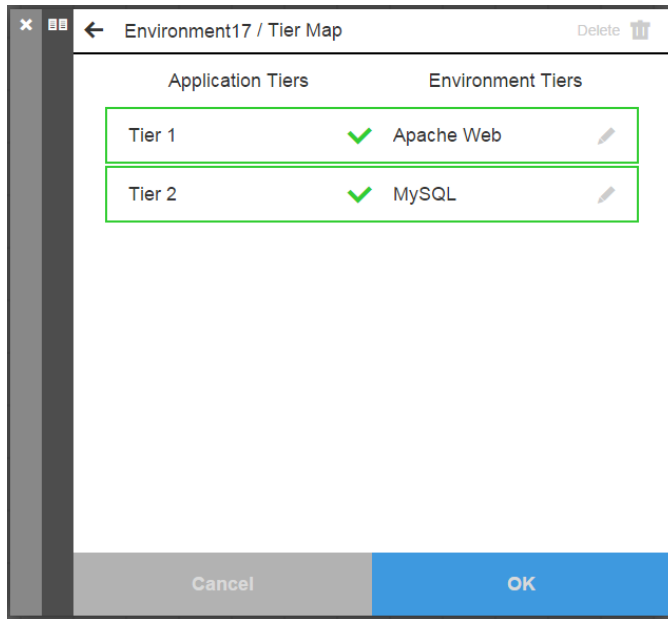 Environment17 / Tier Map Delete
Application Tiers Environment Tiers
Tier 1 Apache Web
Tier 2 MySQL
Cancel OK